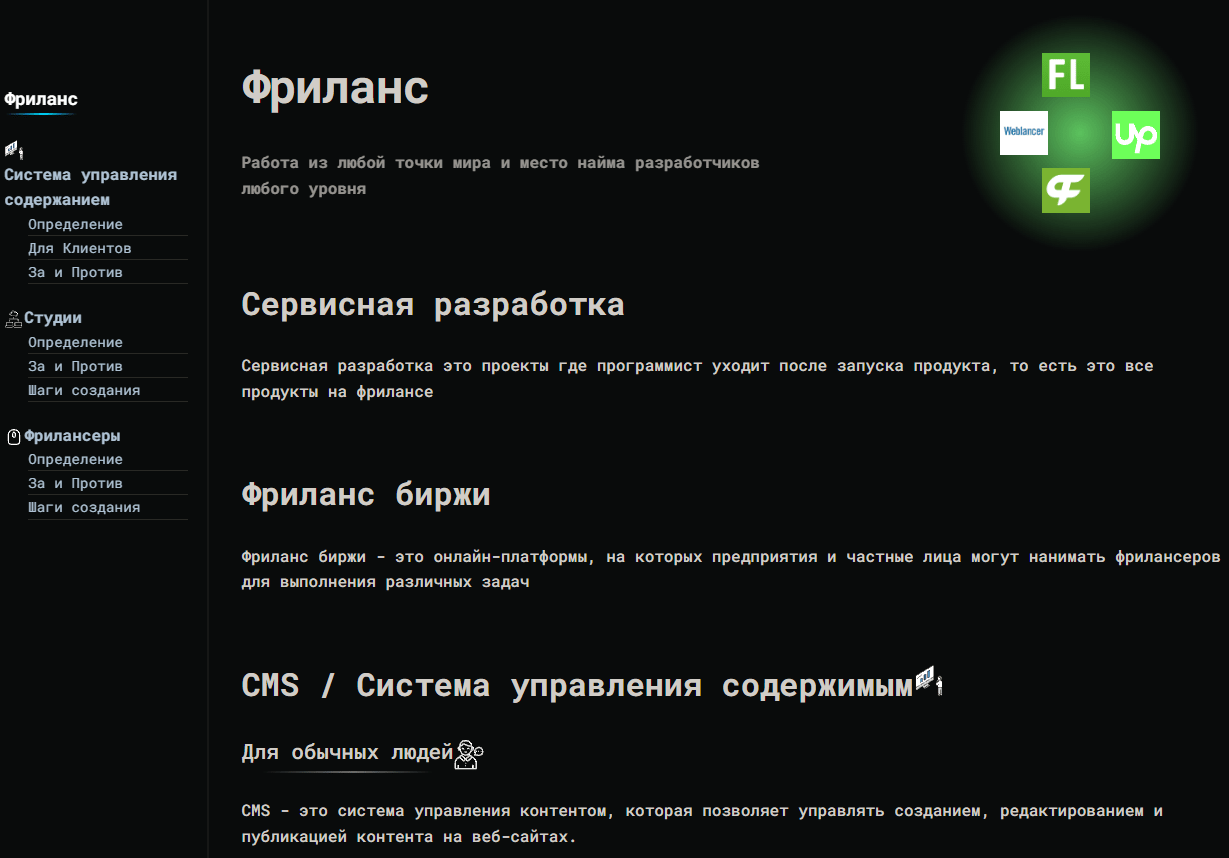 Фриланс
Система управления
содержанием
Определение
Для Клиентов
За и Против
Студии
Определение
За и Против
Шаги создания
Фрилансеры
Определение
За и Против
Шаги создания
Фриланс
Работа из любой точки мира и место найма разработчиков
любого уровня
FL
Weblancer
Up
Сервисная разработка
Сервисная разработка это проекты где программист уходит после запуска продукта, то есть это все
продукты на фрилансе
Фриланс биржи
Фриланс биржи - это онлайн-платформы, на которых предприятия и частные лица могут нанимать фрилансеров
для выполнения различных задач
CMS / Система управления содержимым
Для обычных людей
CMS - это система управления контентом, которая позволяет управлять созданием, редактированием и
публикацией контента на веб-сайтах.